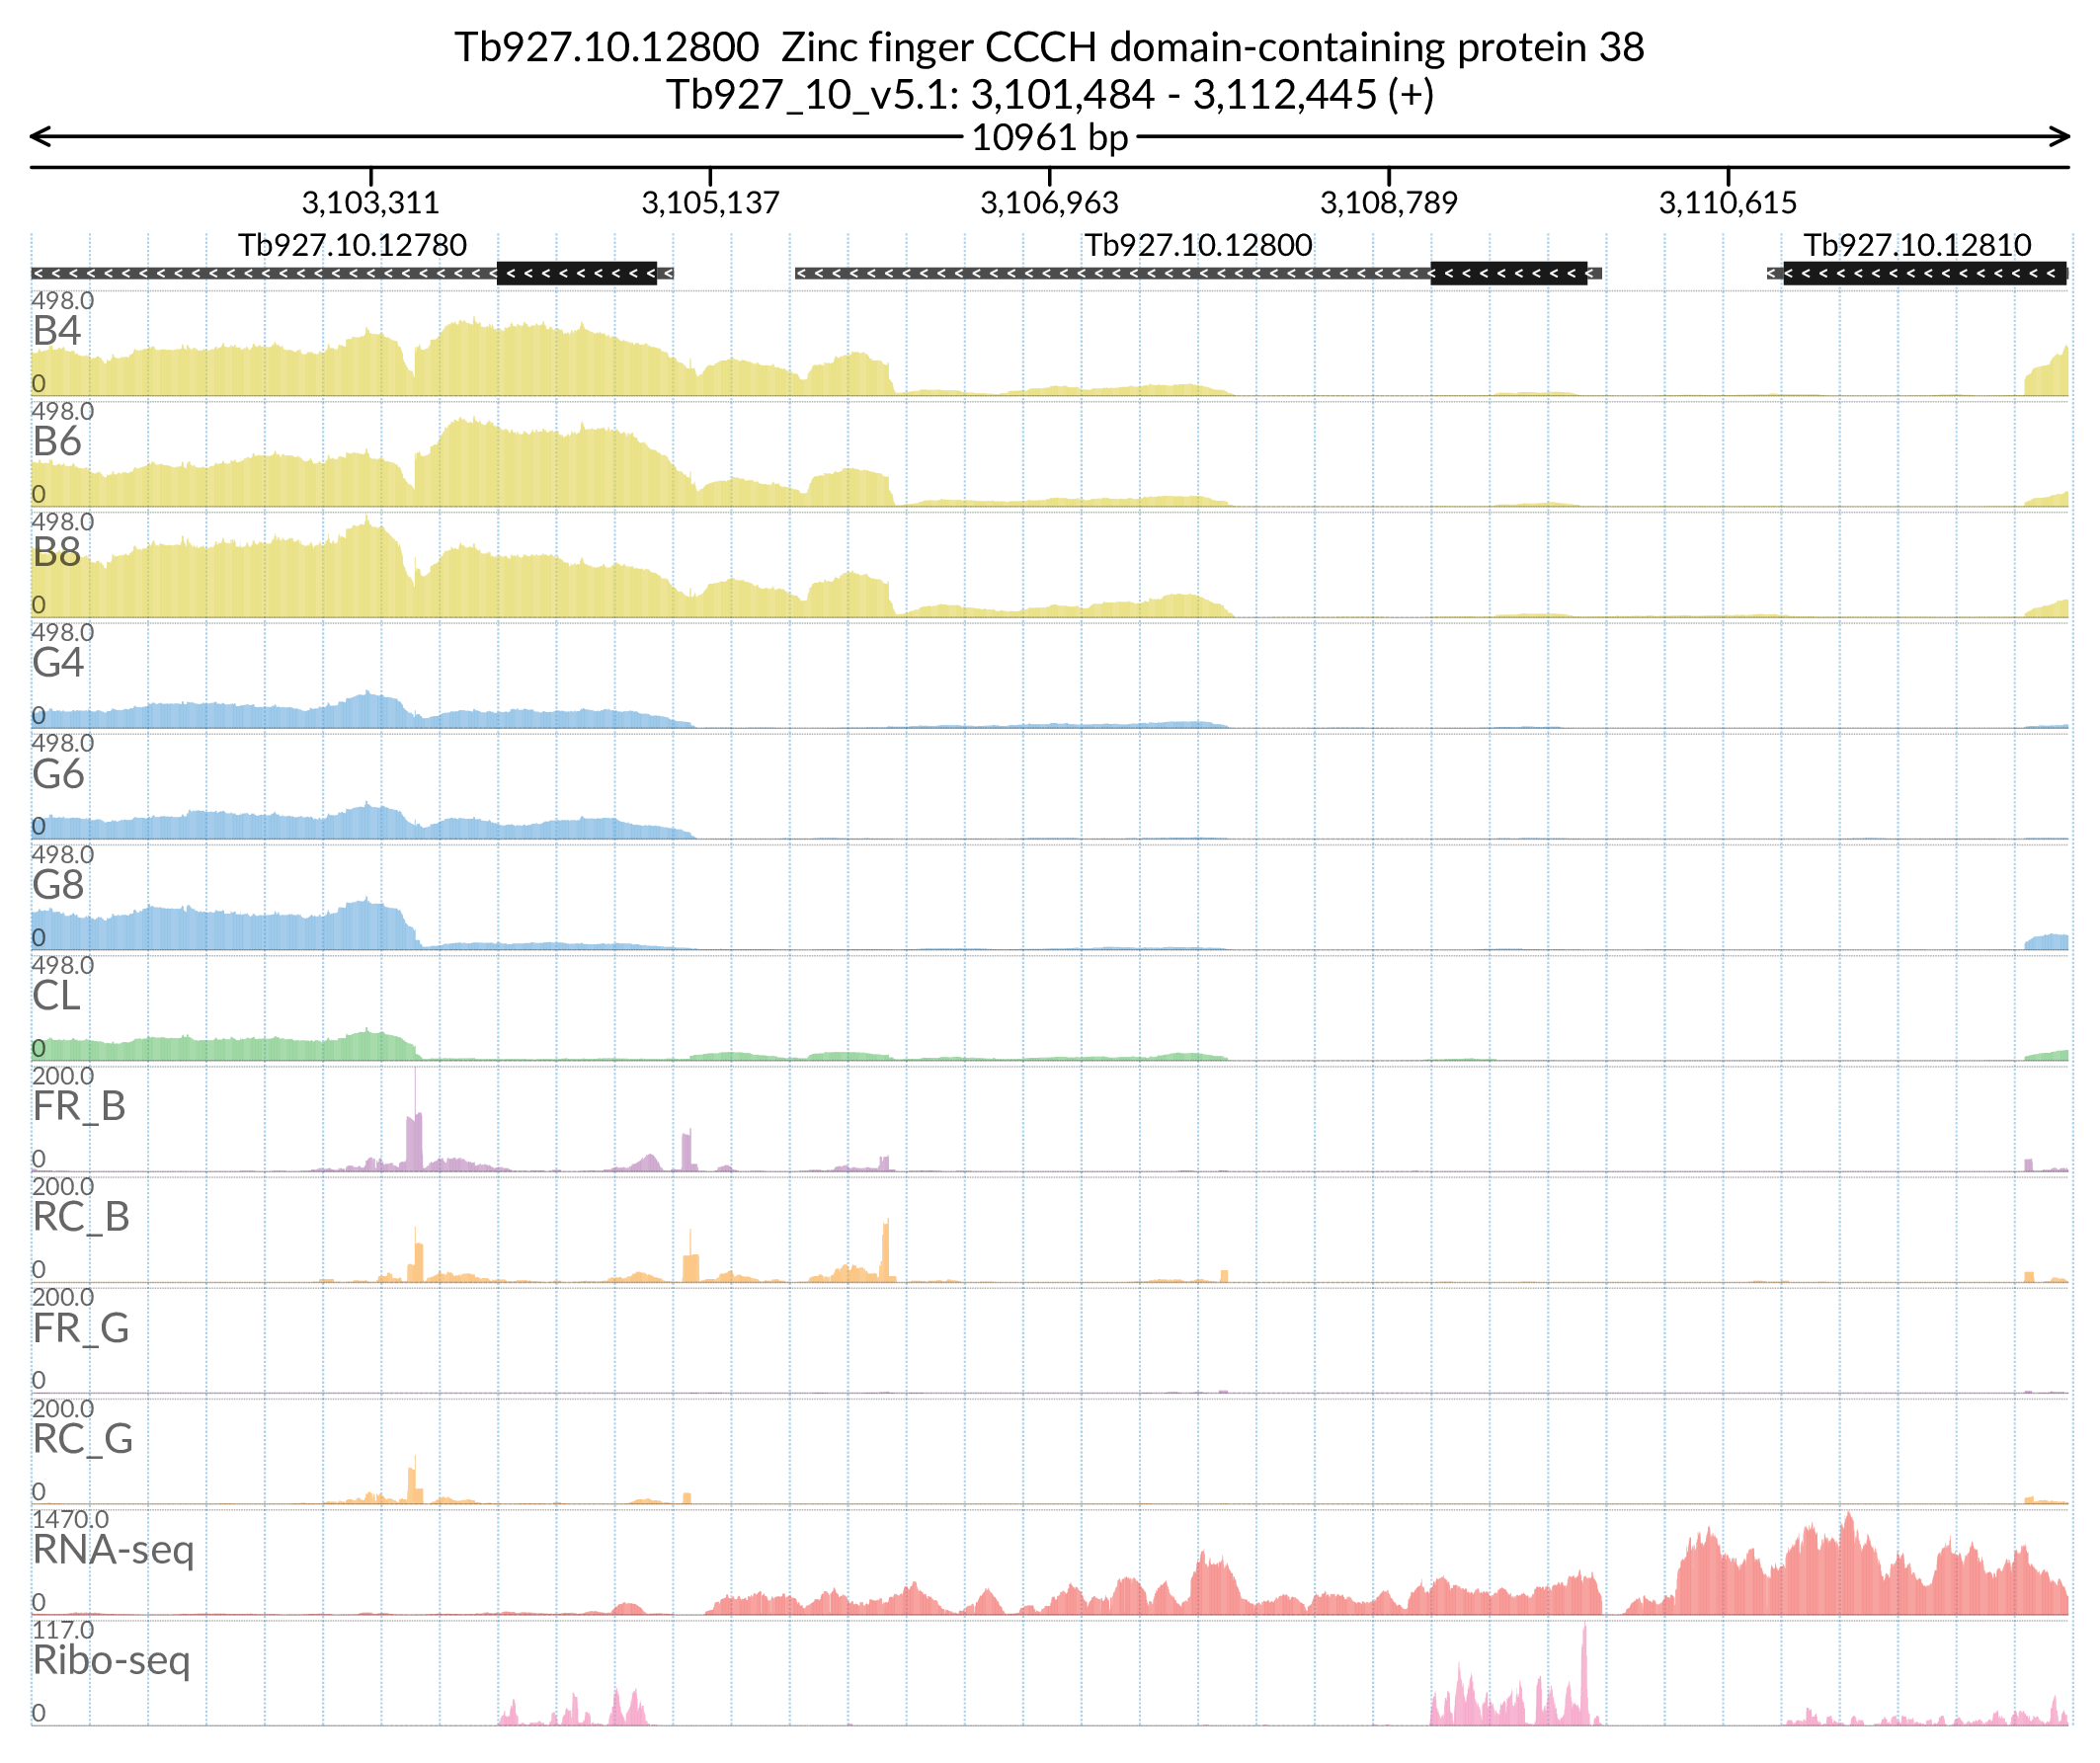 Tb927.10.12800  Zinc finger CCCH domain-containing protein 38
Tb927_10_v5.1: 3,101,484 - 3,112,445 (+)
10961 bp
3,103,311 3,105,137 3,106,963 3,108,789 3,110,615
Tb927.10.12780 Tb927.10.12800 Tb927.10.12810
498.0
B4
0
498.0
B6
0
498.0
B8
0
498.0
G4
0
498.0
G6
0
498.0
G8
0
498.0
CL
0
200.0
FR_B
0
200.0
RC_B
0
200.0
FR_G
0
200.0
RC_G
0
1470.0
RNA-seq
0
117.0
Ribo-seq
0